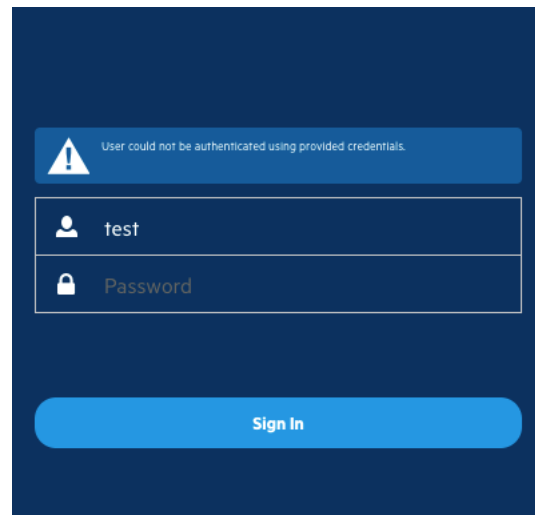 User could not be authenticated using provided credentials.
test
Password
Sign In